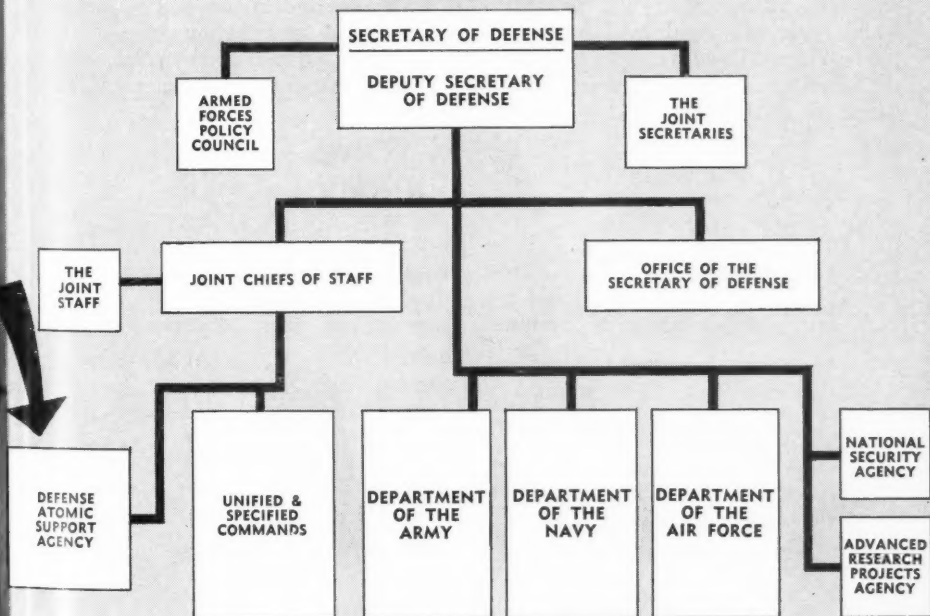 SECRETARY OF DEFENSE
DEPUTY SECRETARY
OF DEFENSE
ARMED
FORCES
POLICY
COUNCIL
THE
JOINT
SECRETARIES
THE
JOINT
STAFF
JOINT CHIEFS OF STAFF
OFFICE OF THE
SECRETARY OF DEFENSE
DEFENSE
ATOMIC
SUPPORT
AGENCY
UNIFIED &
SPECIFIED
COMMANDS
DEPARTMENT
OF THE
ARMY
DEPARTMENT
OF THE
NAVY
DEPARTMENT
OF THE
AIR FORCE
NATIONAL
SECURITY
AGENCY
ADVANCED
RESEARCH
PROJECTS
AGENCY